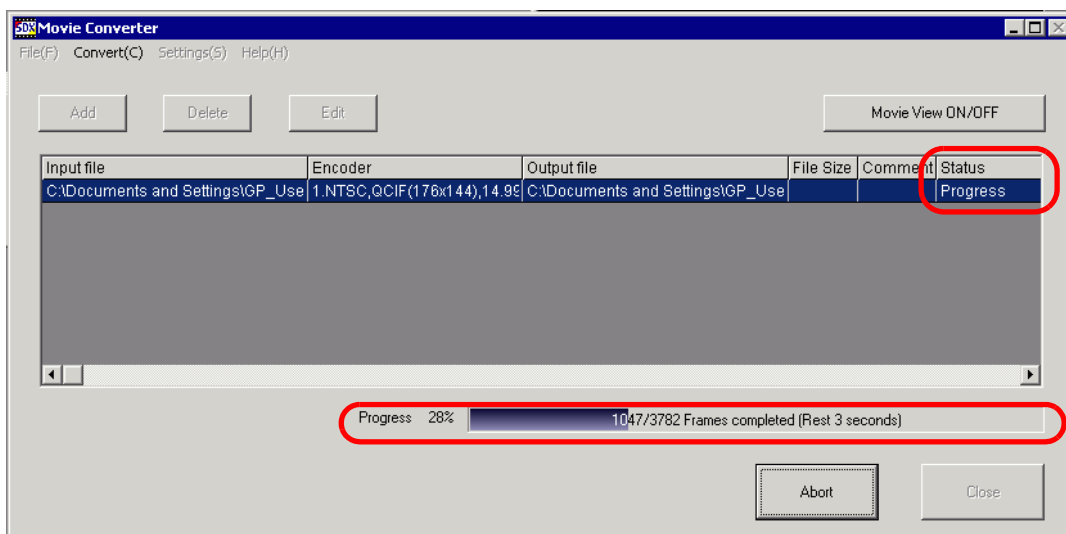 SDX Movie Converter
File(F) Convert(C) Settings(S) Help(H)
Add Delete Edit Movie View ON/OFF
Input file Encoder Output file File Size Comment Status
C:\Documents and Settings\GP_Use 1.NTSC,QCIF(176x144),14.99 C:\Documents and Settings\GP_Use Progress
Progress 28% 1047/3782 Frames completed (Rest 3 seconds)
Abort Close